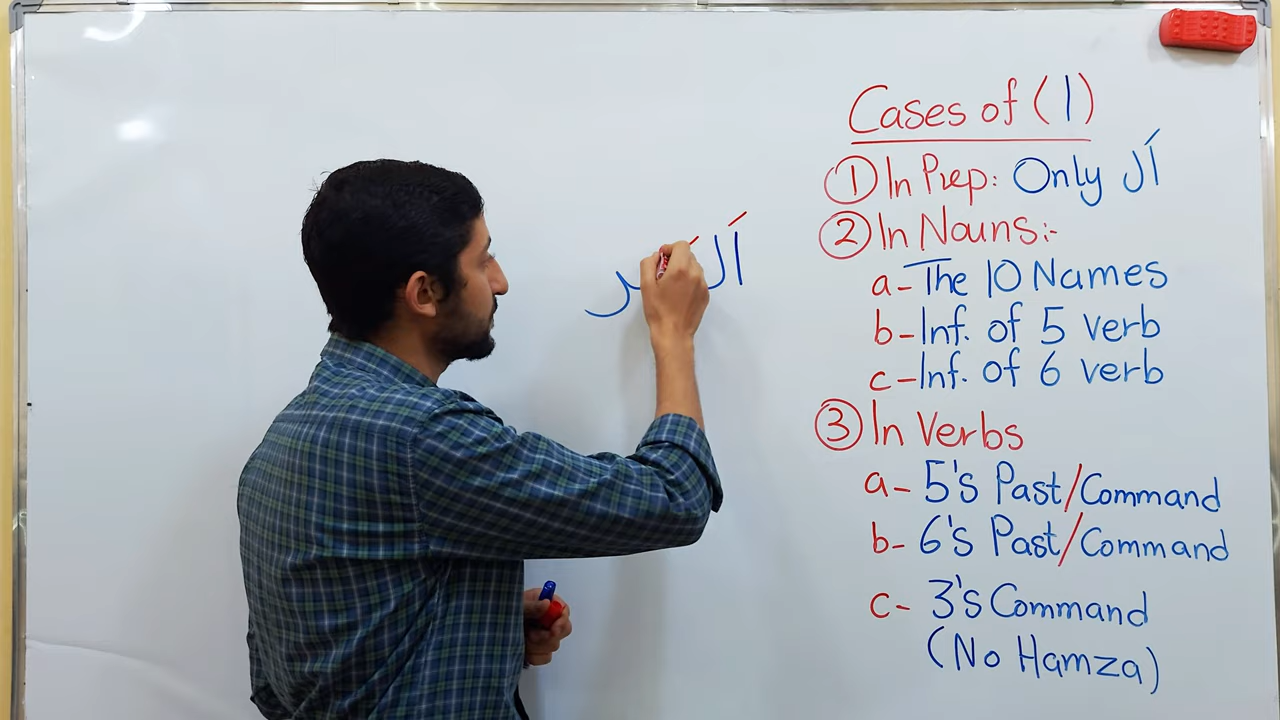 Cases of (ا)
① In Prep: Only اَل
② In Nouns:-
a- The 10 Names
b- Inf. of 5 verb
c- Inf. of 6 verb
③ In Verbs
a- 5's Past/Command
b- 6's Past/Command
c- 3's Command
(No Hamza)